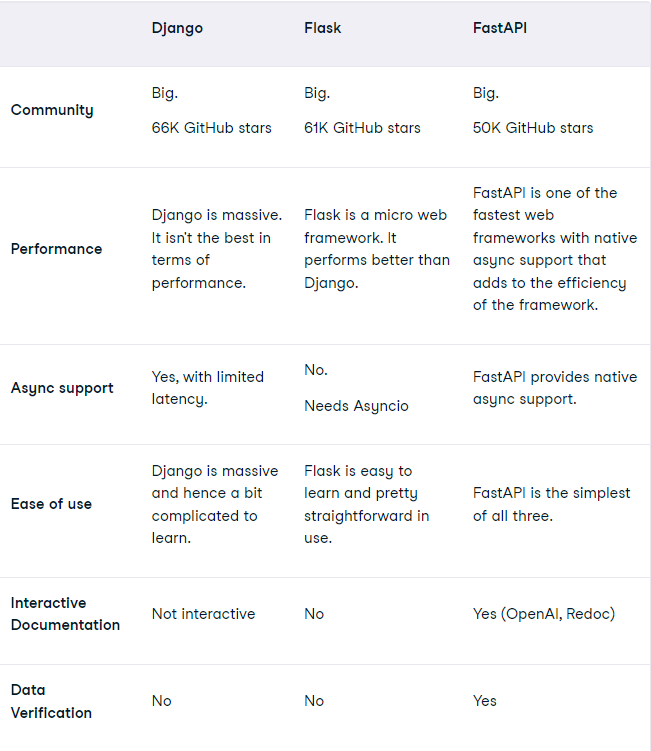 Django Flask FastAPI
Community
Big.
66K GitHub stars
Big.
61K GitHub stars
Big.
50K GitHub stars
Performance
Django is massive.
It isn't the best in
terms of
performance.
Flask is a micro web
framework. It
performs better than
Django.
FastAPI is one of the
fastest web
frameworks with native
async support that
adds to the efficiency
of the framework.
Async support
Yes, with limited
latency.
No.
Needs Asyncio
FastAPI provides native
async support.
Ease of use
Django is massive
and hence a bit
complicated to
learn.
Flask is easy to
learn and pretty
straightforward in
use.
FastAPI is the simplest
of all three.
Interactive
Documentation
Not interactive
No
Yes (OpenAI, Redoc)
Data
Verification
No
No
Yes